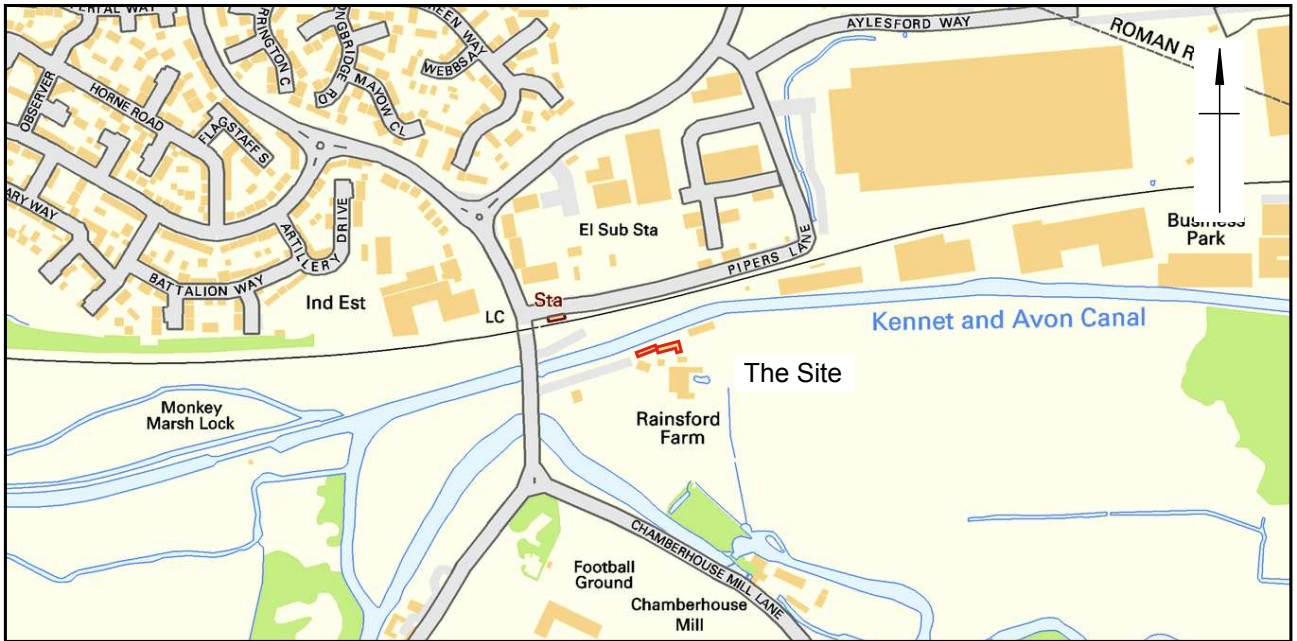 AYLESFORD WAY
ROMAN R
WEBBS
OBSERVER
HORNE ROAD
MAYOW CL
FLAGSTAFF S
ARTILLERY DRIVE
BATTALION WAY
El Sub Sta
PIPERS LANE
Business
Park
Ind Est
LC
Sta
Kennet and Avon Canal
The Site
Monkey
Marsh Lock
Rainsford
Farm
CHAMBERHOUSE MILL LANE
Football
Ground
Chamberhouse
Mill